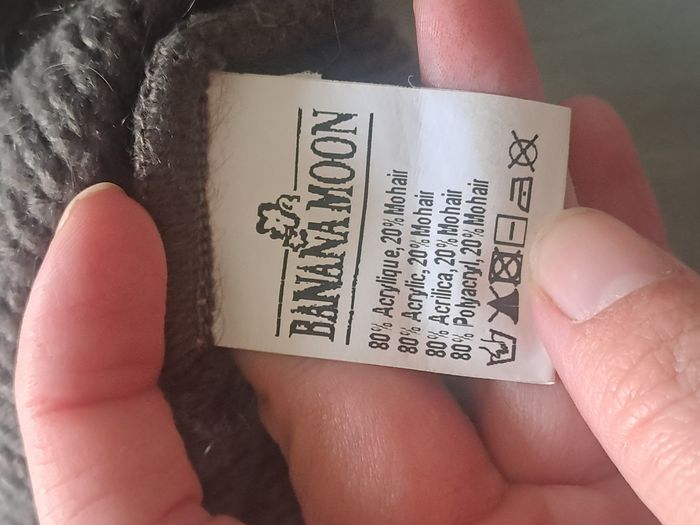 BANANA MOON
80% Acrylique, 20% Mohair
80% Acrylic, 20% Mohair
80% Acrilica, 20% Mohair
80% Polyacryl, 20% Mohair